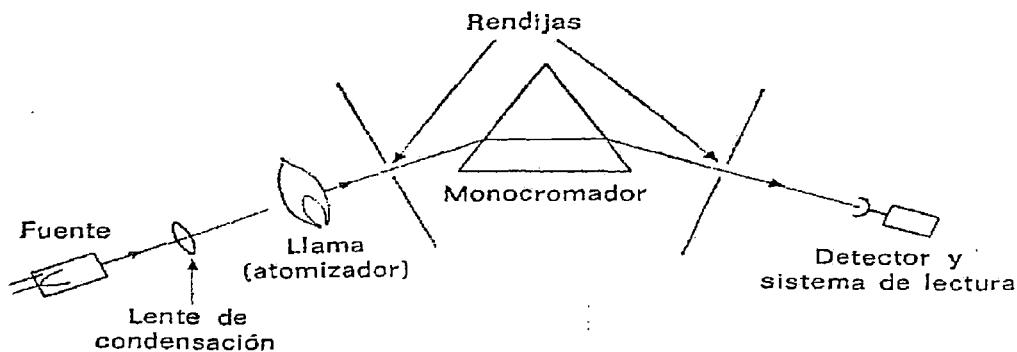 Rendijas
Monocromador
Fuente
Llama
(atomizador)
Lente de
condensación
Detector y
sistema de lectura